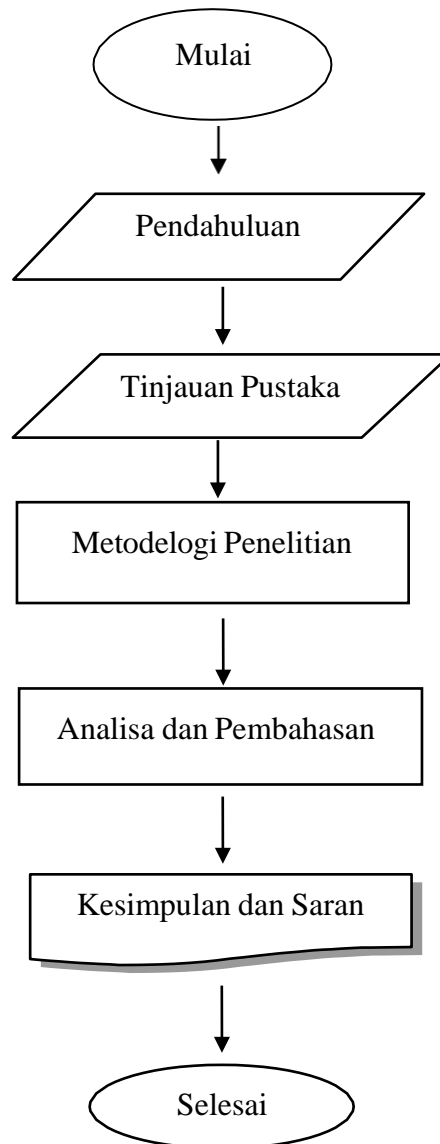 Mulai
Pendahuluan
Tinjauan Pustaka
Metodelogi Penelitian
Analisa dan Pembahasan
Kesimpulan dan Saran
Selesai